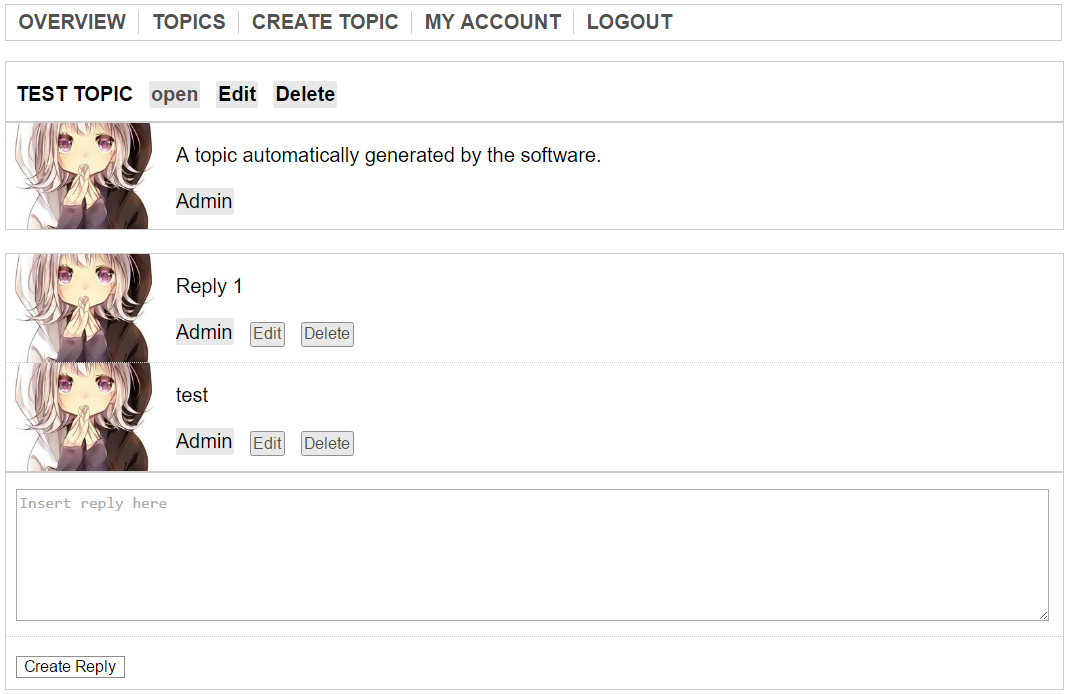 OVERVIEW TOPICS CREATE TOPIC MY ACCOUNT LOGOUT
TEST TOPIC open Edit Delete
A topic automatically generated by the software.
Admin
Reply 1
Admin Edit Delete
test
Admin Edit Delete
Insert reply here
Create Reply